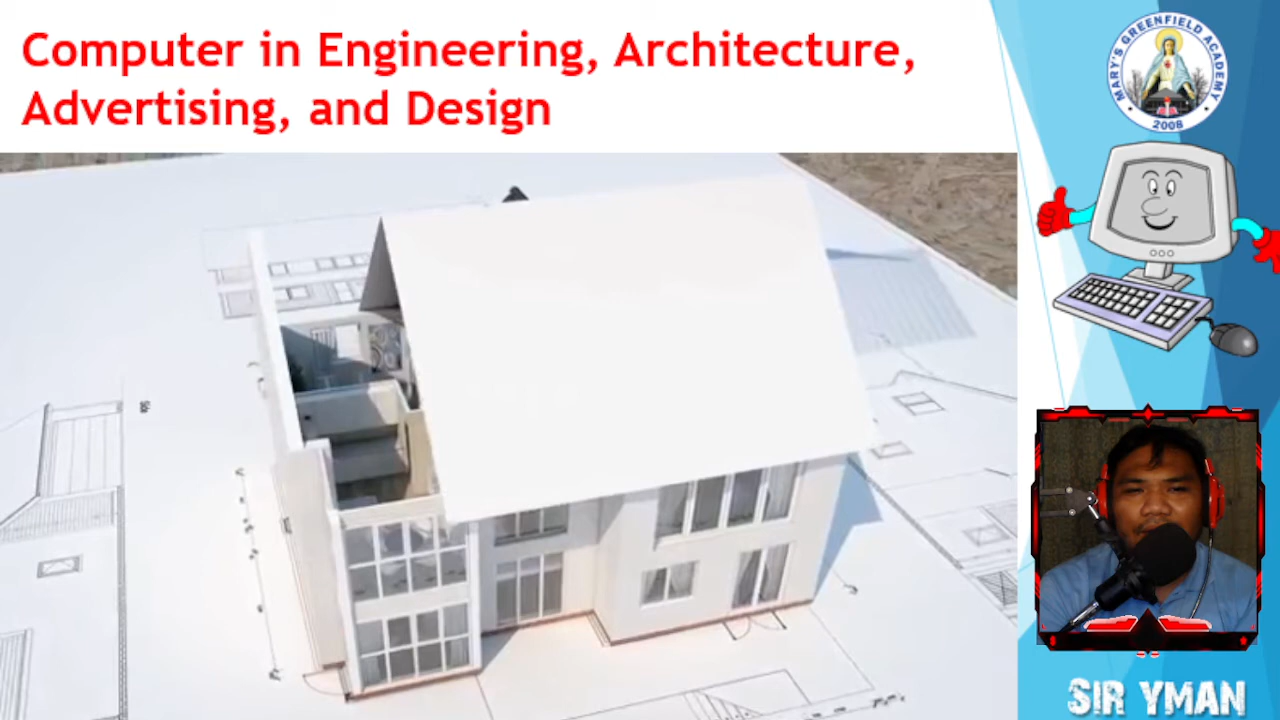 Computer in Engineering, Architecture,
Advertising, and Design
MARY'S GREENFIELD ACADEMY
2008
SIR YMAN